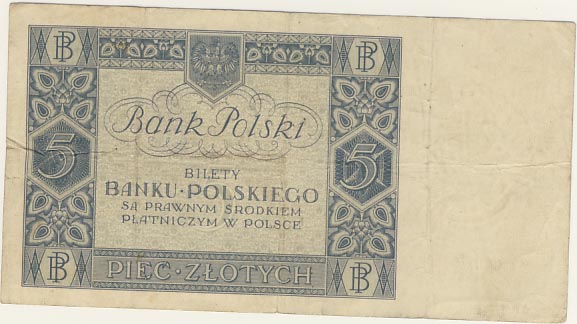 BP BP
Bank Polski
5 5
BILETY
BANKU·POLSKIEGO
SĄ PRAWNYM ŚRODKIEM
PŁATNICZYM W POLSCE
BP BP
PIĘĆ·ZŁOTYCH